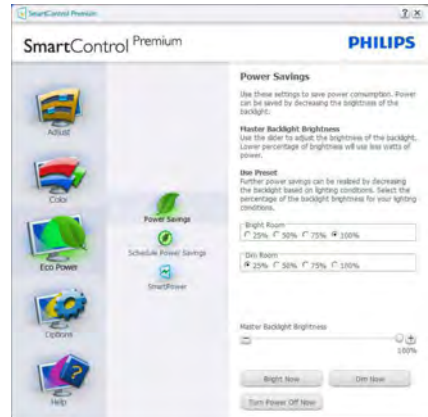 SmartControl Premium
? X
SmartControl Premium
PHILIPS
Adjust
Color
Eco Power
Options
Help
Power Savings
Schedule Power Savings
SmartPower
Power Savings
Use these settings to save power consumption. Power
can be saved by decreasing the brightness of the
backlight.
Master Backlight Brightness
Use the slider to adjust the brightness of the backlight.
Lower percentage of brightness will use less watts of
power.
Use Preset
Further power savings can be realized by decreasing
the backlight based on lighting conditions. Select the
percentage of the backlight brightness for your lighting
conditions.
Bright Room
25% 50% 75% 100%
Dim Room
25% 50% 75% 100%
Master Backlight Brightness
100%
Bright Now Dim Now
Turn Power Off Now